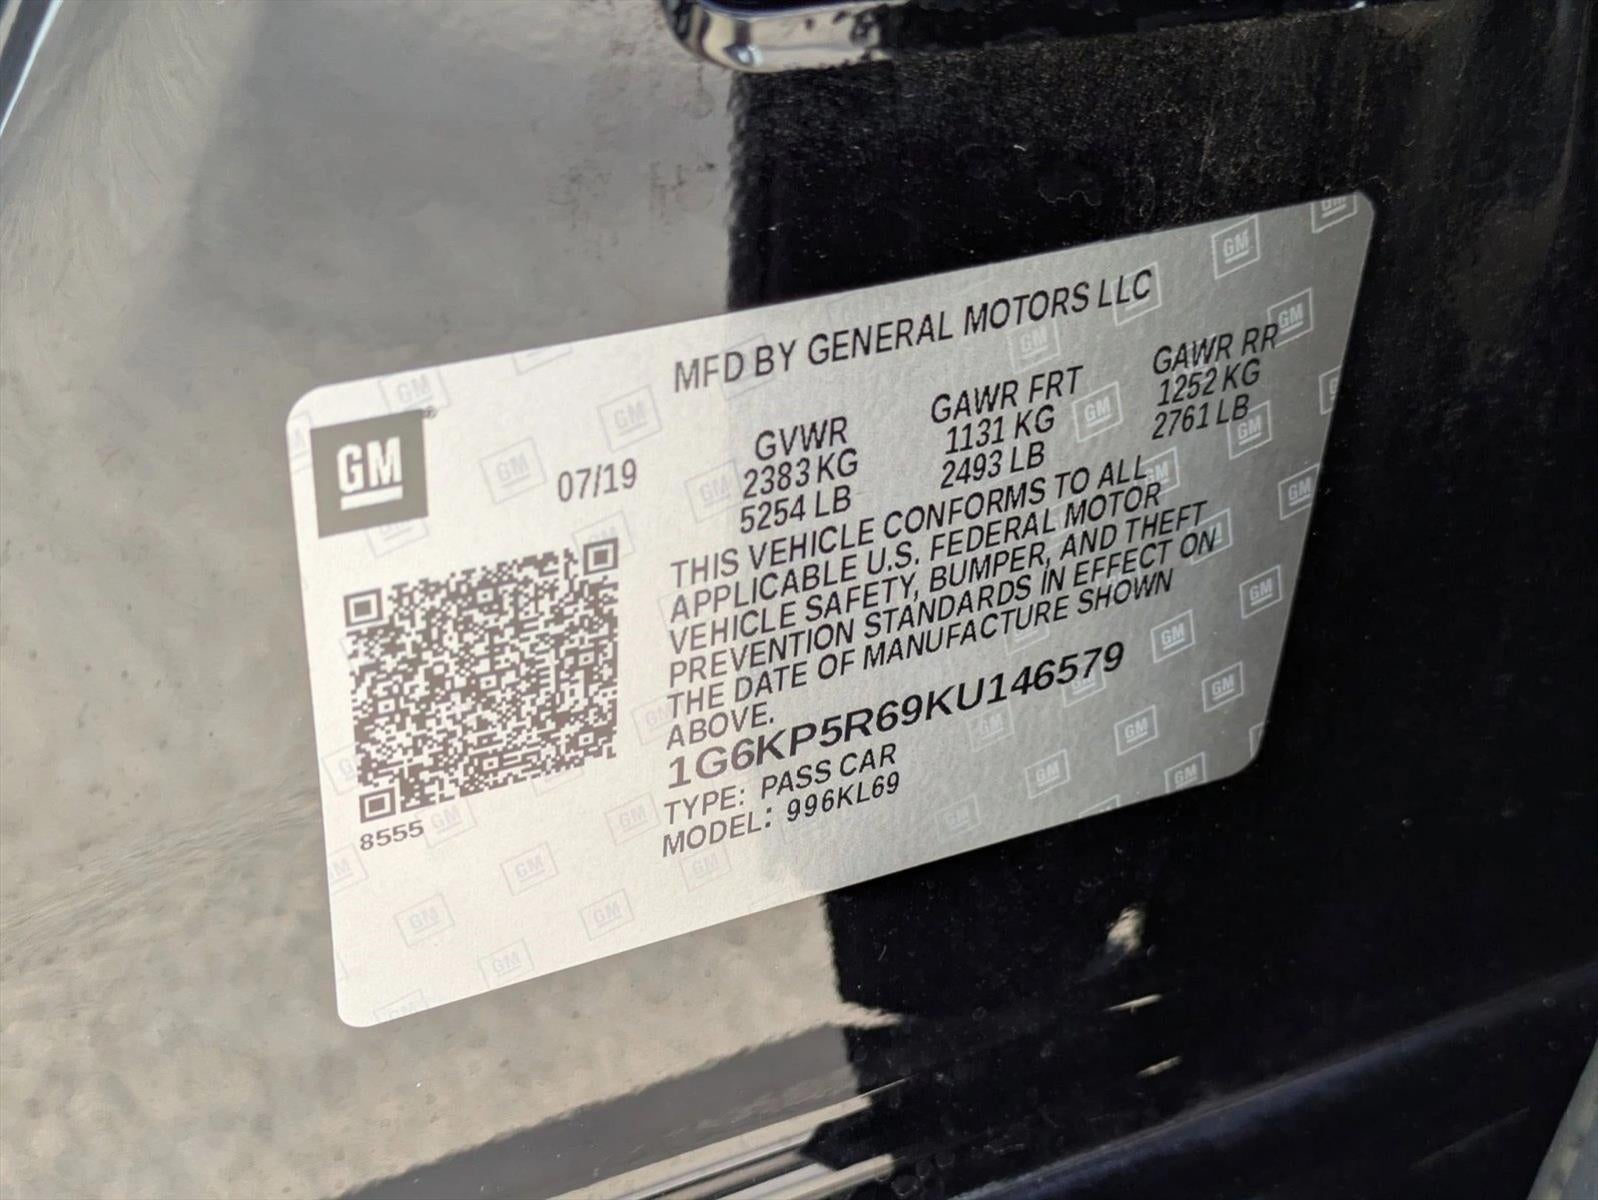 MFD BY GENERAL MOTORS LLC
GM
07/19
GVWR GAWR FRT GAWR RR
2383 KG 1131 KG 1252 KG
5254 LB 2493 LB 2761 LB
THIS VEHICLE CONFORMS TO ALL
APPLICABLE U.S. FEDERAL MOTOR
VEHICLE SAFETY, BUMPER, AND THEFT
PREVENTION STANDARDS IN EFFECT ON
THE DATE OF MANUFACTURE SHOWN
ABOVE.
1G6KP5R69KU146579
TYPE: PASS CAR
MODEL: 996KL69
8555